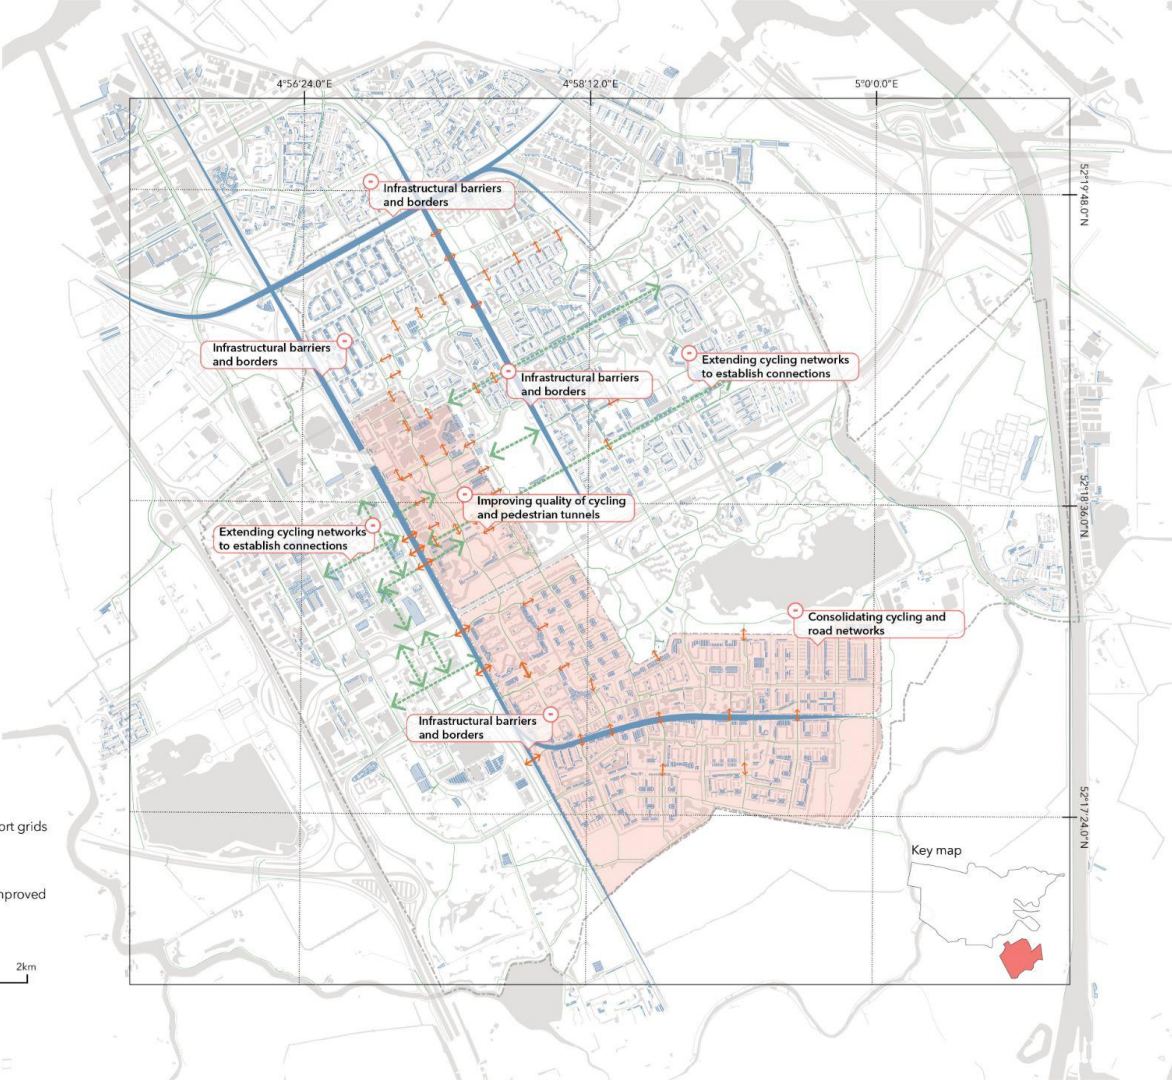 4°56'24.0"E
4°58'12.0"E
5°0'0.0"E
52°19'48.0"N
Infrastructural barriers
and borders
Infrastructural barriers
and borders
Extending cycling networks
to establish connections
Infrastructural barriers
and borders
52°18'36.0"N
Improving quality of cycling
and pedestrian tunnels
Extending cycling networks
to establish connections
Consolidating cycling and
road networks
Infrastructural barriers
and borders
52°17'24.0"N
ort grids
Key map
nproved
2km